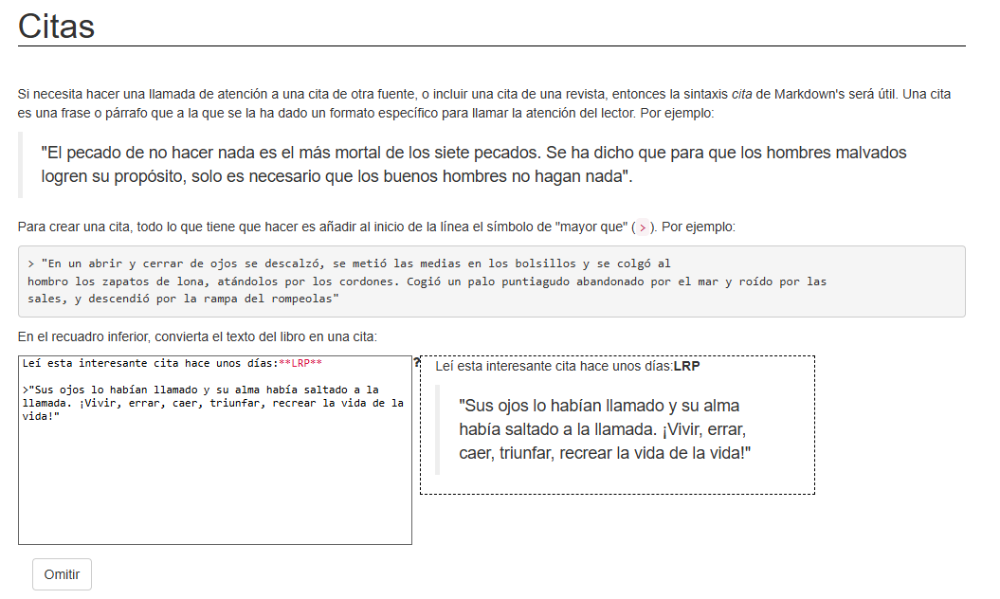 Citas
Si necesita hacer una llamada de atención a una cita de otra fuente, o incluir una cita de una revista, entonces la sintaxis cita de Markdown's será útil. Una cita
es una frase o párrafo que a la que se la ha dado un formato específico para llamar la atención del lector. Por ejemplo:
"El pecado de no hacer nada es el más mortal de los siete pecados. Se ha dicho que para que los hombres malvados
logren su propósito, solo es necesario que los buenos hombres no hagan nada".
Para crear una cita, todo lo que tiene que hacer es añadir al inicio de la línea el símbolo de "mayor que" ( > ). Por ejemplo:
> "En un abrir y cerrar de ojos se descalzó, se metió las medias en los bolsillos y se colgó al
hombro los zapatos de lona, atándolos por los cordones. Cogió un palo puntiagudo abandonado por el mar y roído por las
sales, y descendió por la rampa del rompeolas"
En el recuadro inferior, convierta el texto del libro en una cita:
Leí esta interesante cita hace unos días:**LRP**
>"Sus ojos lo habían llamado y su alma había saltado a la
llamada. ¡Vivir, errar, caer, triunfar, recrear la vida de la
vida!"
?
Leí esta interesante cita hace unos días:LRP
"Sus ojos lo habían llamado y su alma
había saltado a la llamada. ¡Vivir, errar,
caer, triunfar, recrear la vida de la vida!"
Omitir